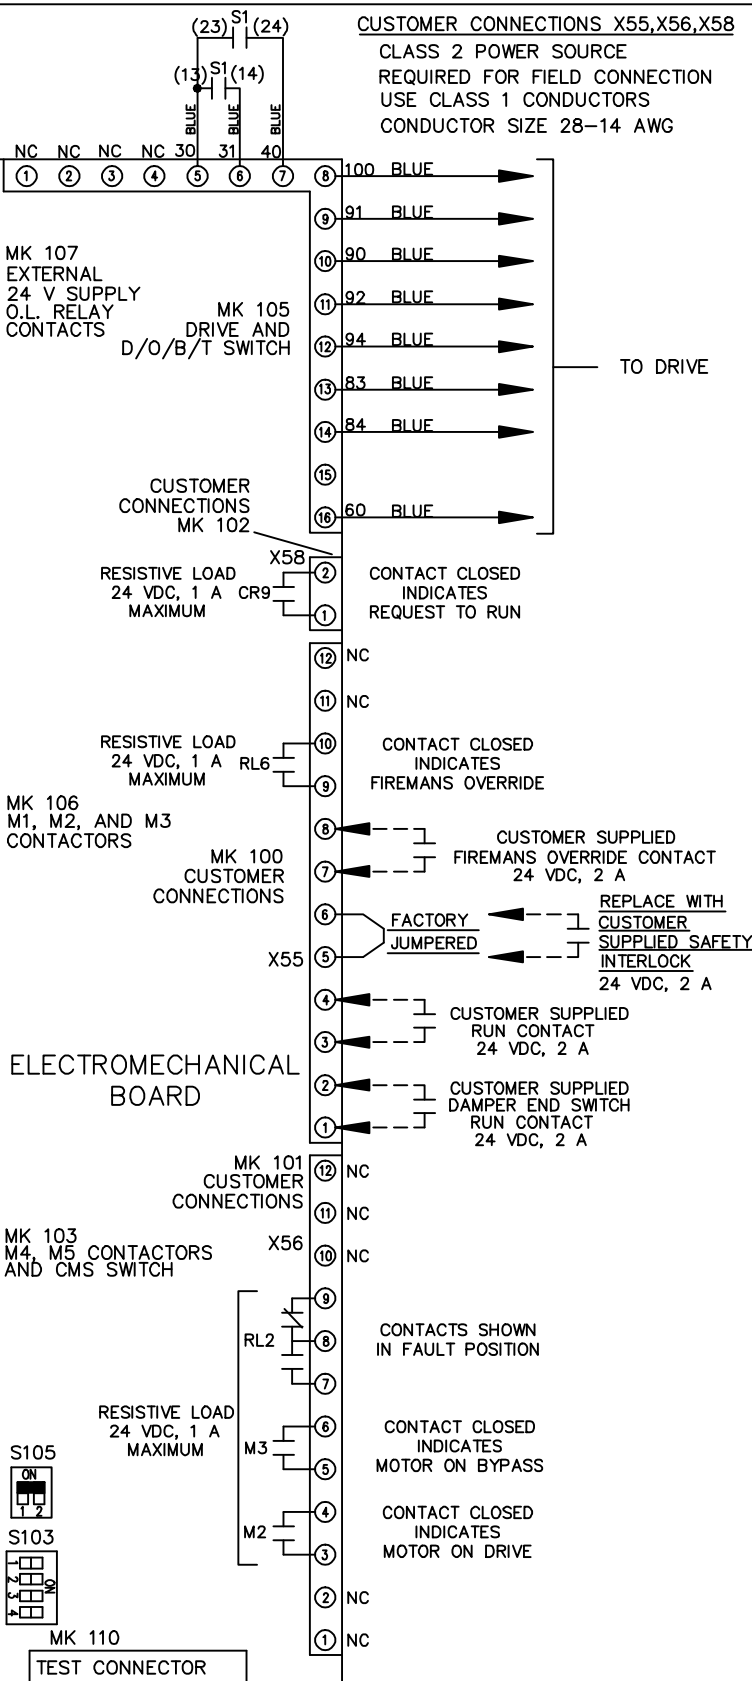 S1
(23) (24)
S1
(13) (14)
BLUE
BLUE
BLUE
CUSTOMER CONNECTIONS X55,X56,X58
CLASS 2 POWER SOURCE
REQUIRED FOR FIELD CONNECTION
USE CLASS 1 CONDUCTORS
CONDUCTOR SIZE 28-14 AWG
NC NC NC NC 30 31 40
1 2 3 4 5 6 7 8 100 BLUE
9 91 BLUE
10 90 BLUE
11 92 BLUE
12 94 BLUE
13 83 BLUE
14 84 BLUE
15
16 60 BLUE
TO DRIVE
MK 107
EXTERNAL
24 V SUPPLY
O.L. RELAY
CONTACTS
MK 105
DRIVE AND
D/O/B/T SWITCH
CUSTOMER
CONNECTIONS
MK 102
X58
2
1
RESISTIVE LOAD
24 VDC, 1 A
MAXIMUM
CR9
CONTACT CLOSED
INDICATES
REQUEST TO RUN
12 NC
11 NC
10
9
RESISTIVE LOAD
24 VDC, 1 A
MAXIMUM
RL6
CONTACT CLOSED
INDICATES
FIREMANS OVERRIDE
MK 106
M1, M2, AND M3
CONTACTORS
8
7
CUSTOMER SUPPLIED
FIREMANS OVERRIDE CONTACT
24 VDC, 2 A
MK 100
CUSTOMER
CONNECTIONS
6
5
X55
FACTORY
JUMPERED
REPLACE WITH
CUSTOMER
SUPPLIED SAFETY
INTERLOCK
24 VDC, 2 A
4
3
CUSTOMER SUPPLIED
RUN CONTACT
24 VDC, 2 A
ELECTROMECHANICAL
BOARD
2
1
CUSTOMER SUPPLIED
DAMPER END SWITCH
RUN CONTACT
24 VDC, 2 A
MK 101
CUSTOMER
CONNECTIONS
12 NC
11 NC
X56
10 NC
MK 103
M4, M5 CONTACTORS
AND CMS SWITCH
9
8
7
RL2
CONTACTS SHOWN
IN FAULT POSITION
RESISTIVE LOAD
24 VDC, 1 A
MAXIMUM
6
5
M3
CONTACT CLOSED
INDICATES
MOTOR ON BYPASS
4
3
M2
CONTACT CLOSED
INDICATES
MOTOR ON DRIVE
2 NC
1 NC
S105
ON
1 2
S103
1
2
3
4
ON
MK 110
TEST CONNECTOR